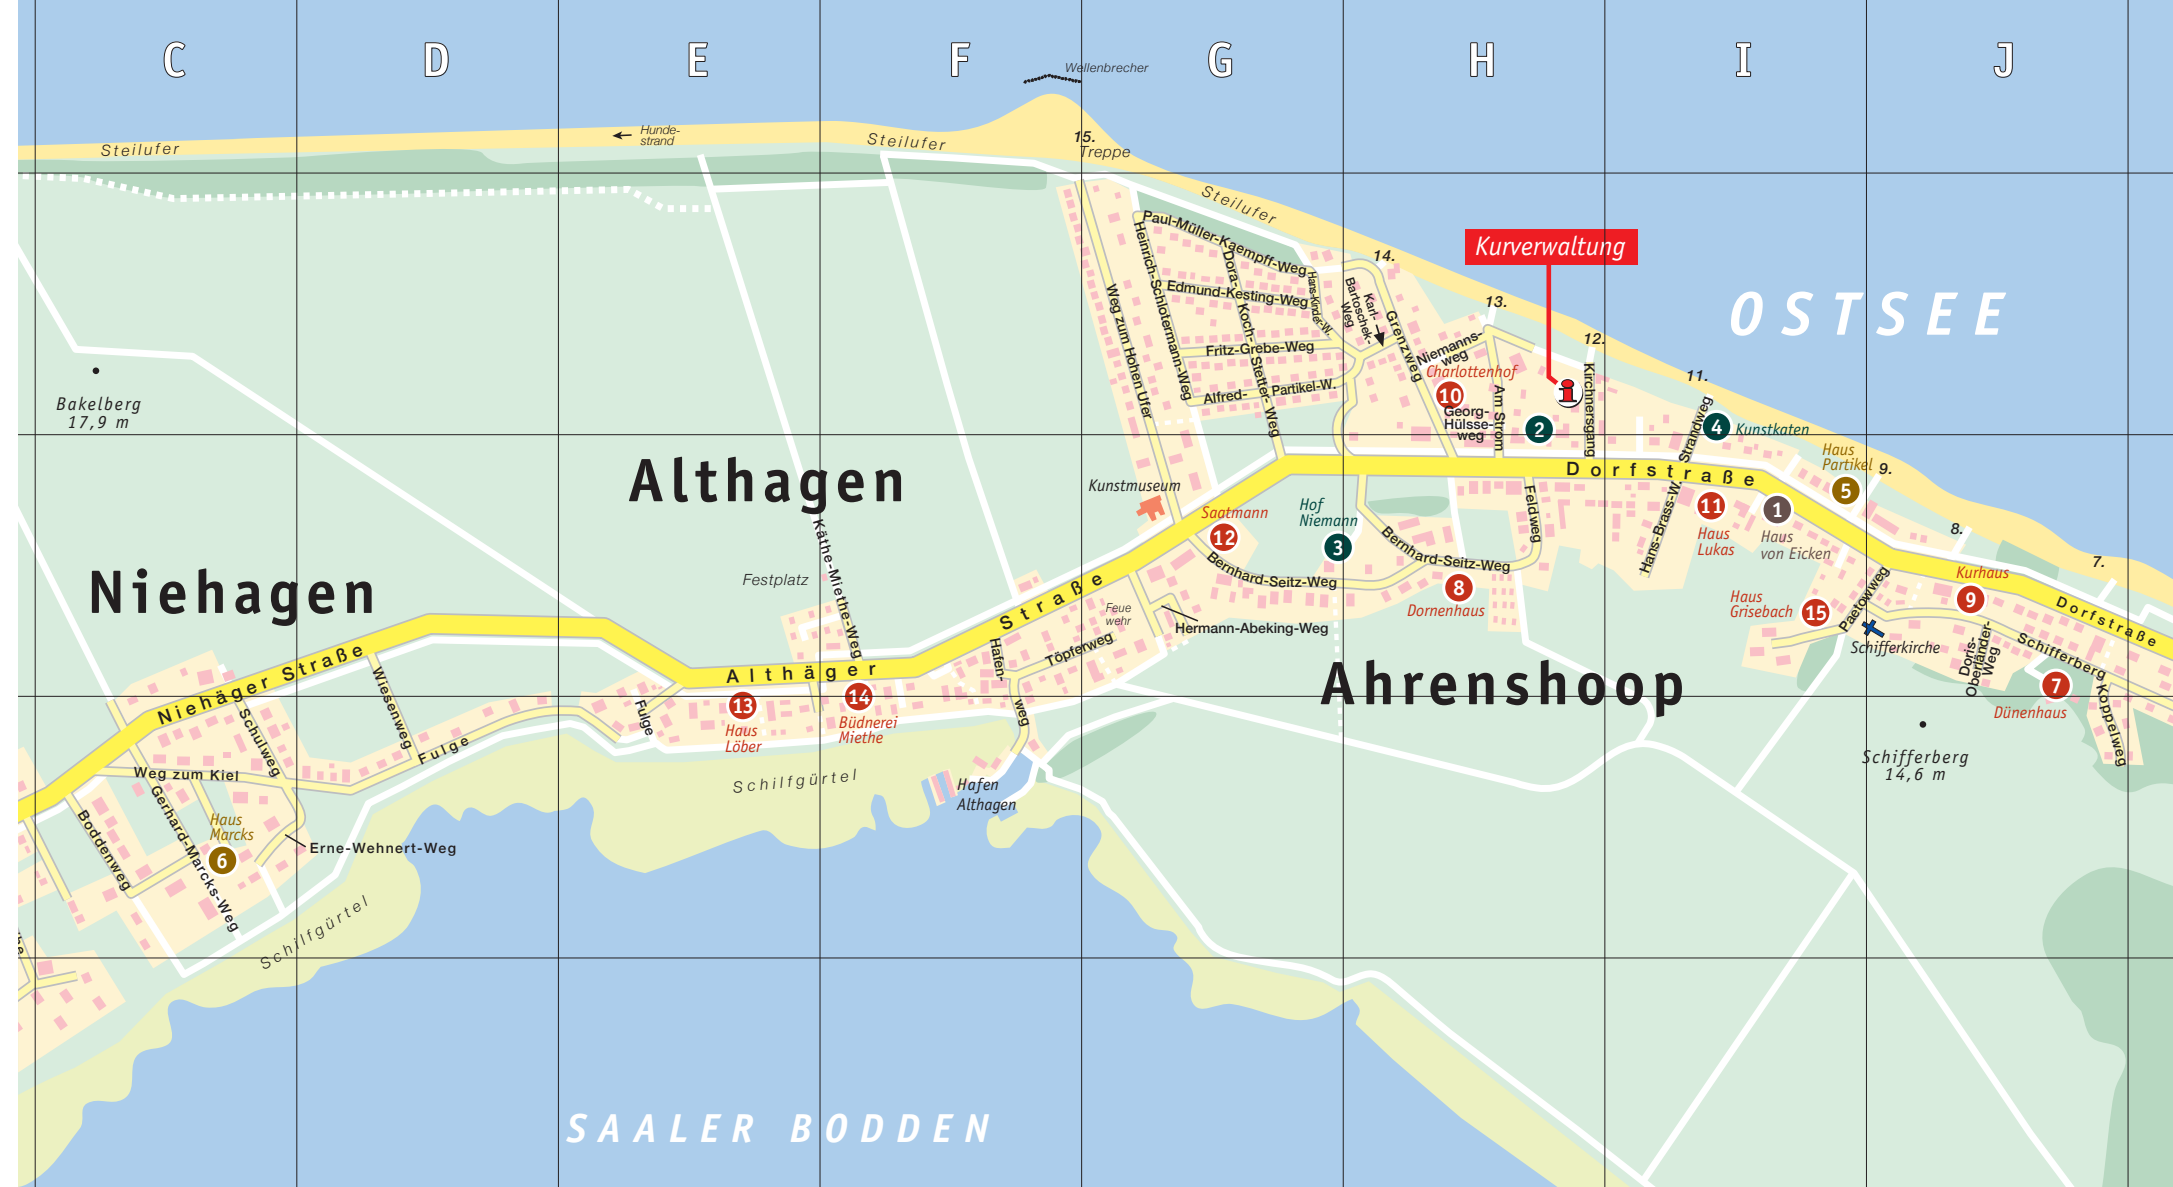 C
D
E
F
G
H
I
J
Wellenbrecher
Steilufer
Hunde-
strand
Steilufer
15.
Treppe
Steilufer
14.
13.
12.
11.
9.
8.
7.
Kurverwaltung
OSTSEE
Paul-Müller-Kaempff-Weg
Heinrich-Schlotermann-Weg
Dora-Koch-Stetter-Weg
Edmund-Kesting-Weg
Hans-Kinder-W.
Karl-
Bartoschek-
Weg
Weg zum Hohen Ufer
Fritz-Grebe-Weg
Alfred-Partikel-W.
Grenzweg
Niemanns-
weg
Charlottenhof
10
Georg-
Hülsse-
weg
Am Strom
2
Kirchnersgang
Strandweg
4
Kunstkaten
Haus
Partikel
5
Bakelberg
17,9 m
Althagen
Niehagen
Ahrenshoop
Kunstmuseum
Saatmann
12
Hof
Niemann
3
Dorfstraße
Feldweg
Hans-Brass-W.
11
Haus
Lukas
1
Haus
von Eicken
Bernhard-Seitz-Weg
Bernhard-Seitz-Weg
8
Dornenhaus
Haus
Grisebach
15
Paetowweg
Schifferkirche
Kurhaus
9
Dorfstraße
Doris-
Oberländer-
Weg
Schifferberg
7
Dünenhaus
Koppelweg
Schifferberg
14,6 m
Festplatz
Käthe-Miethe-Weg
Feue
wehr
Hermann-Abeking-Weg
Töpferweg
Hafen-
weg
Althäger Straße
Niehäger Straße
Wiesenweg
Schulweg
Fulge
Fulge
13
Haus
Löber
14
Büdnerei
Miethe
Weg zum Kiel
Boddenweg
Gerhard-Marcks-Weg
Haus
Marcks
6
Erne-Wehnert-Weg
Schilfgürtel
Schilfgürtel
Hafen
Althagen
SAALER BODDEN